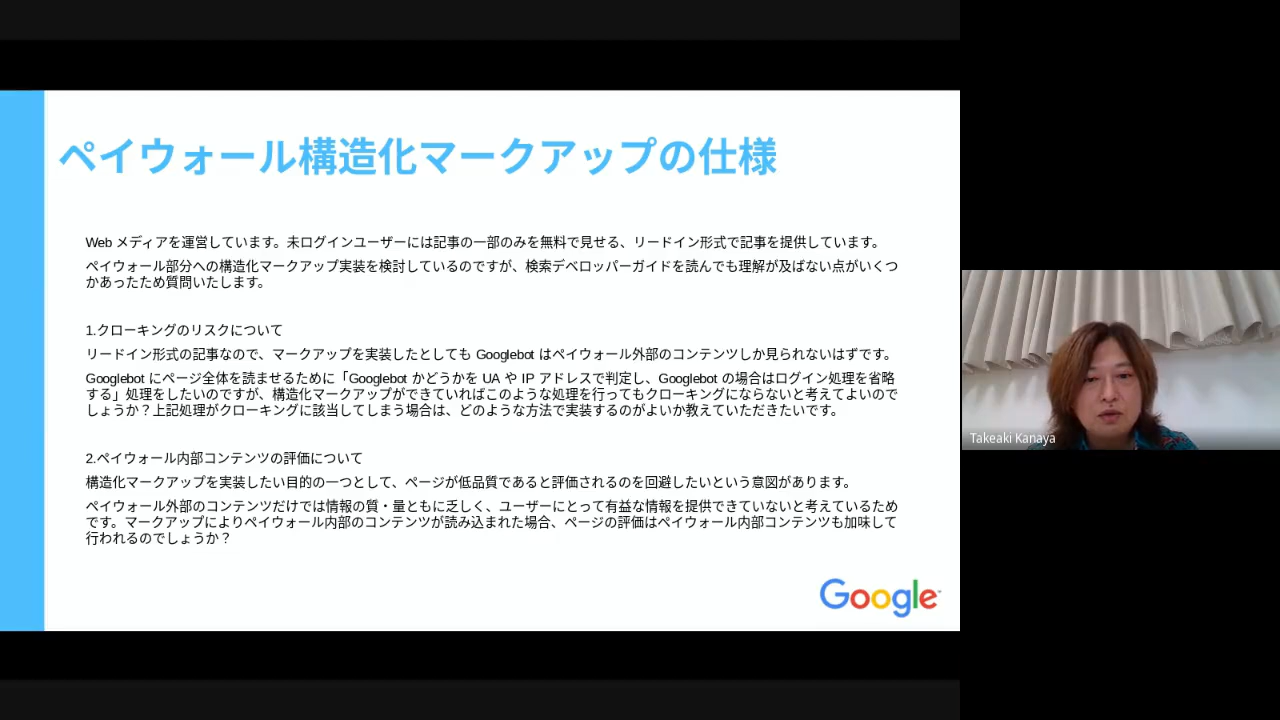 ペイウォール構造化マークアップの仕様
Web メディアを運営しています。未ログインユーザーには記事の一部のみを無料で見せる、リードイン形式で記事を提供しています。
ペイウォール部分への構造化マークアップ実装を検討しているのですが、検索デベロッパーガイドを読んでも理解が及ばない点がいくつ
かあったため質問いたします。
1.クローキングのリスクについて
リードイン形式の記事なので、マークアップを実装したとしても Googlebot はペイウォール外部のコンテンツしか見られないはずです。
Googlebot にページ全体を読ませるために「Googlebot かどうかを UA や IP アドレスで判定し、Googlebot の場合はログイン処理を省略
する」処理をしたいのですが、構造化マークアップができていればこのような処理を行ってもクローキングにならないと考えてよいので
しょうか？上記処理がクローキングに該当してしまう場合は、どのような方法で実装するのがよいか教えていただきたいです。
2.ペイウォール内部コンテンツの評価について
構造化マークアップを実装したい目的の一つとして、ページが低品質であると評価されるのを回避したいという意図があります。
ペイウォール外部のコンテンツだけでは情報の質・量ともに乏しく、ユーザーにとって有益な情報を提供できていないと考えているため
です。マークアップによりペイウォール内部のコンテンツが読み込まれた場合、ページの評価はペイウォール内部コンテンツも加味して
行われるのでしょうか？
Google
Takeaki Kanaya